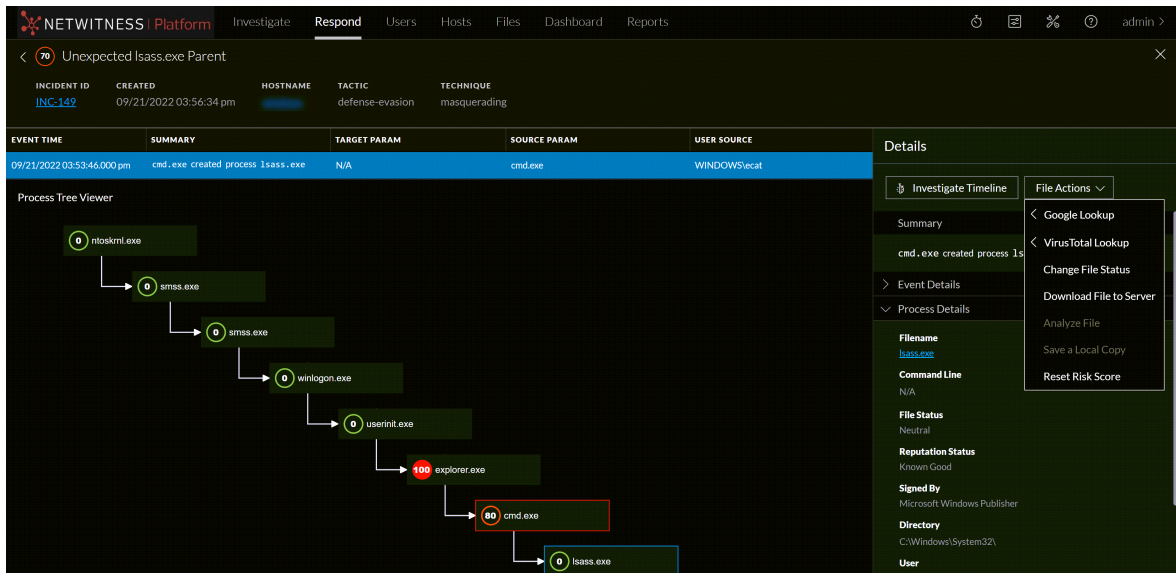 NETWITNESS | Platform Investigate Respond Users Hosts Files Dashboard Reports admin >
70 Unexpected lsass.exe Parent
INCIDENT ID CREATED HOSTNAME TACTIC TECHNIQUE
INC-149 09/21/2022 03:56:34 pm defense-evasion masquerading
EVENT TIME SUMMARY TARGET PARAM SOURCE PARAM USER SOURCE
09/21/2022 03:53:46.000 pm cmd.exe created process lsass.exe N/A cmd.exe WINDOWS\ecat
Process Tree Viewer
0 ntoskrnl.exe
0 smss.exe
0 smss.exe
0 winlogon.exe
0 userinit.exe
100 explorer.exe
80 cmd.exe
0 lsass.exe
Details
Investigate Timeline File Actions
Google Lookup
VirusTotal Lookup
Change File Status
Download File to Server
Analyze File
Save a Local Copy
Reset Risk Score
Summary
cmd.exe created process ls
Event Details
Process Details
Filename
lsass.exe
Command Line
N/A
File Status
Neutral
Reputation Status
Known Good
Signed By
Microsoft Windows Publisher
Directory
C:\Windows\System32\
User